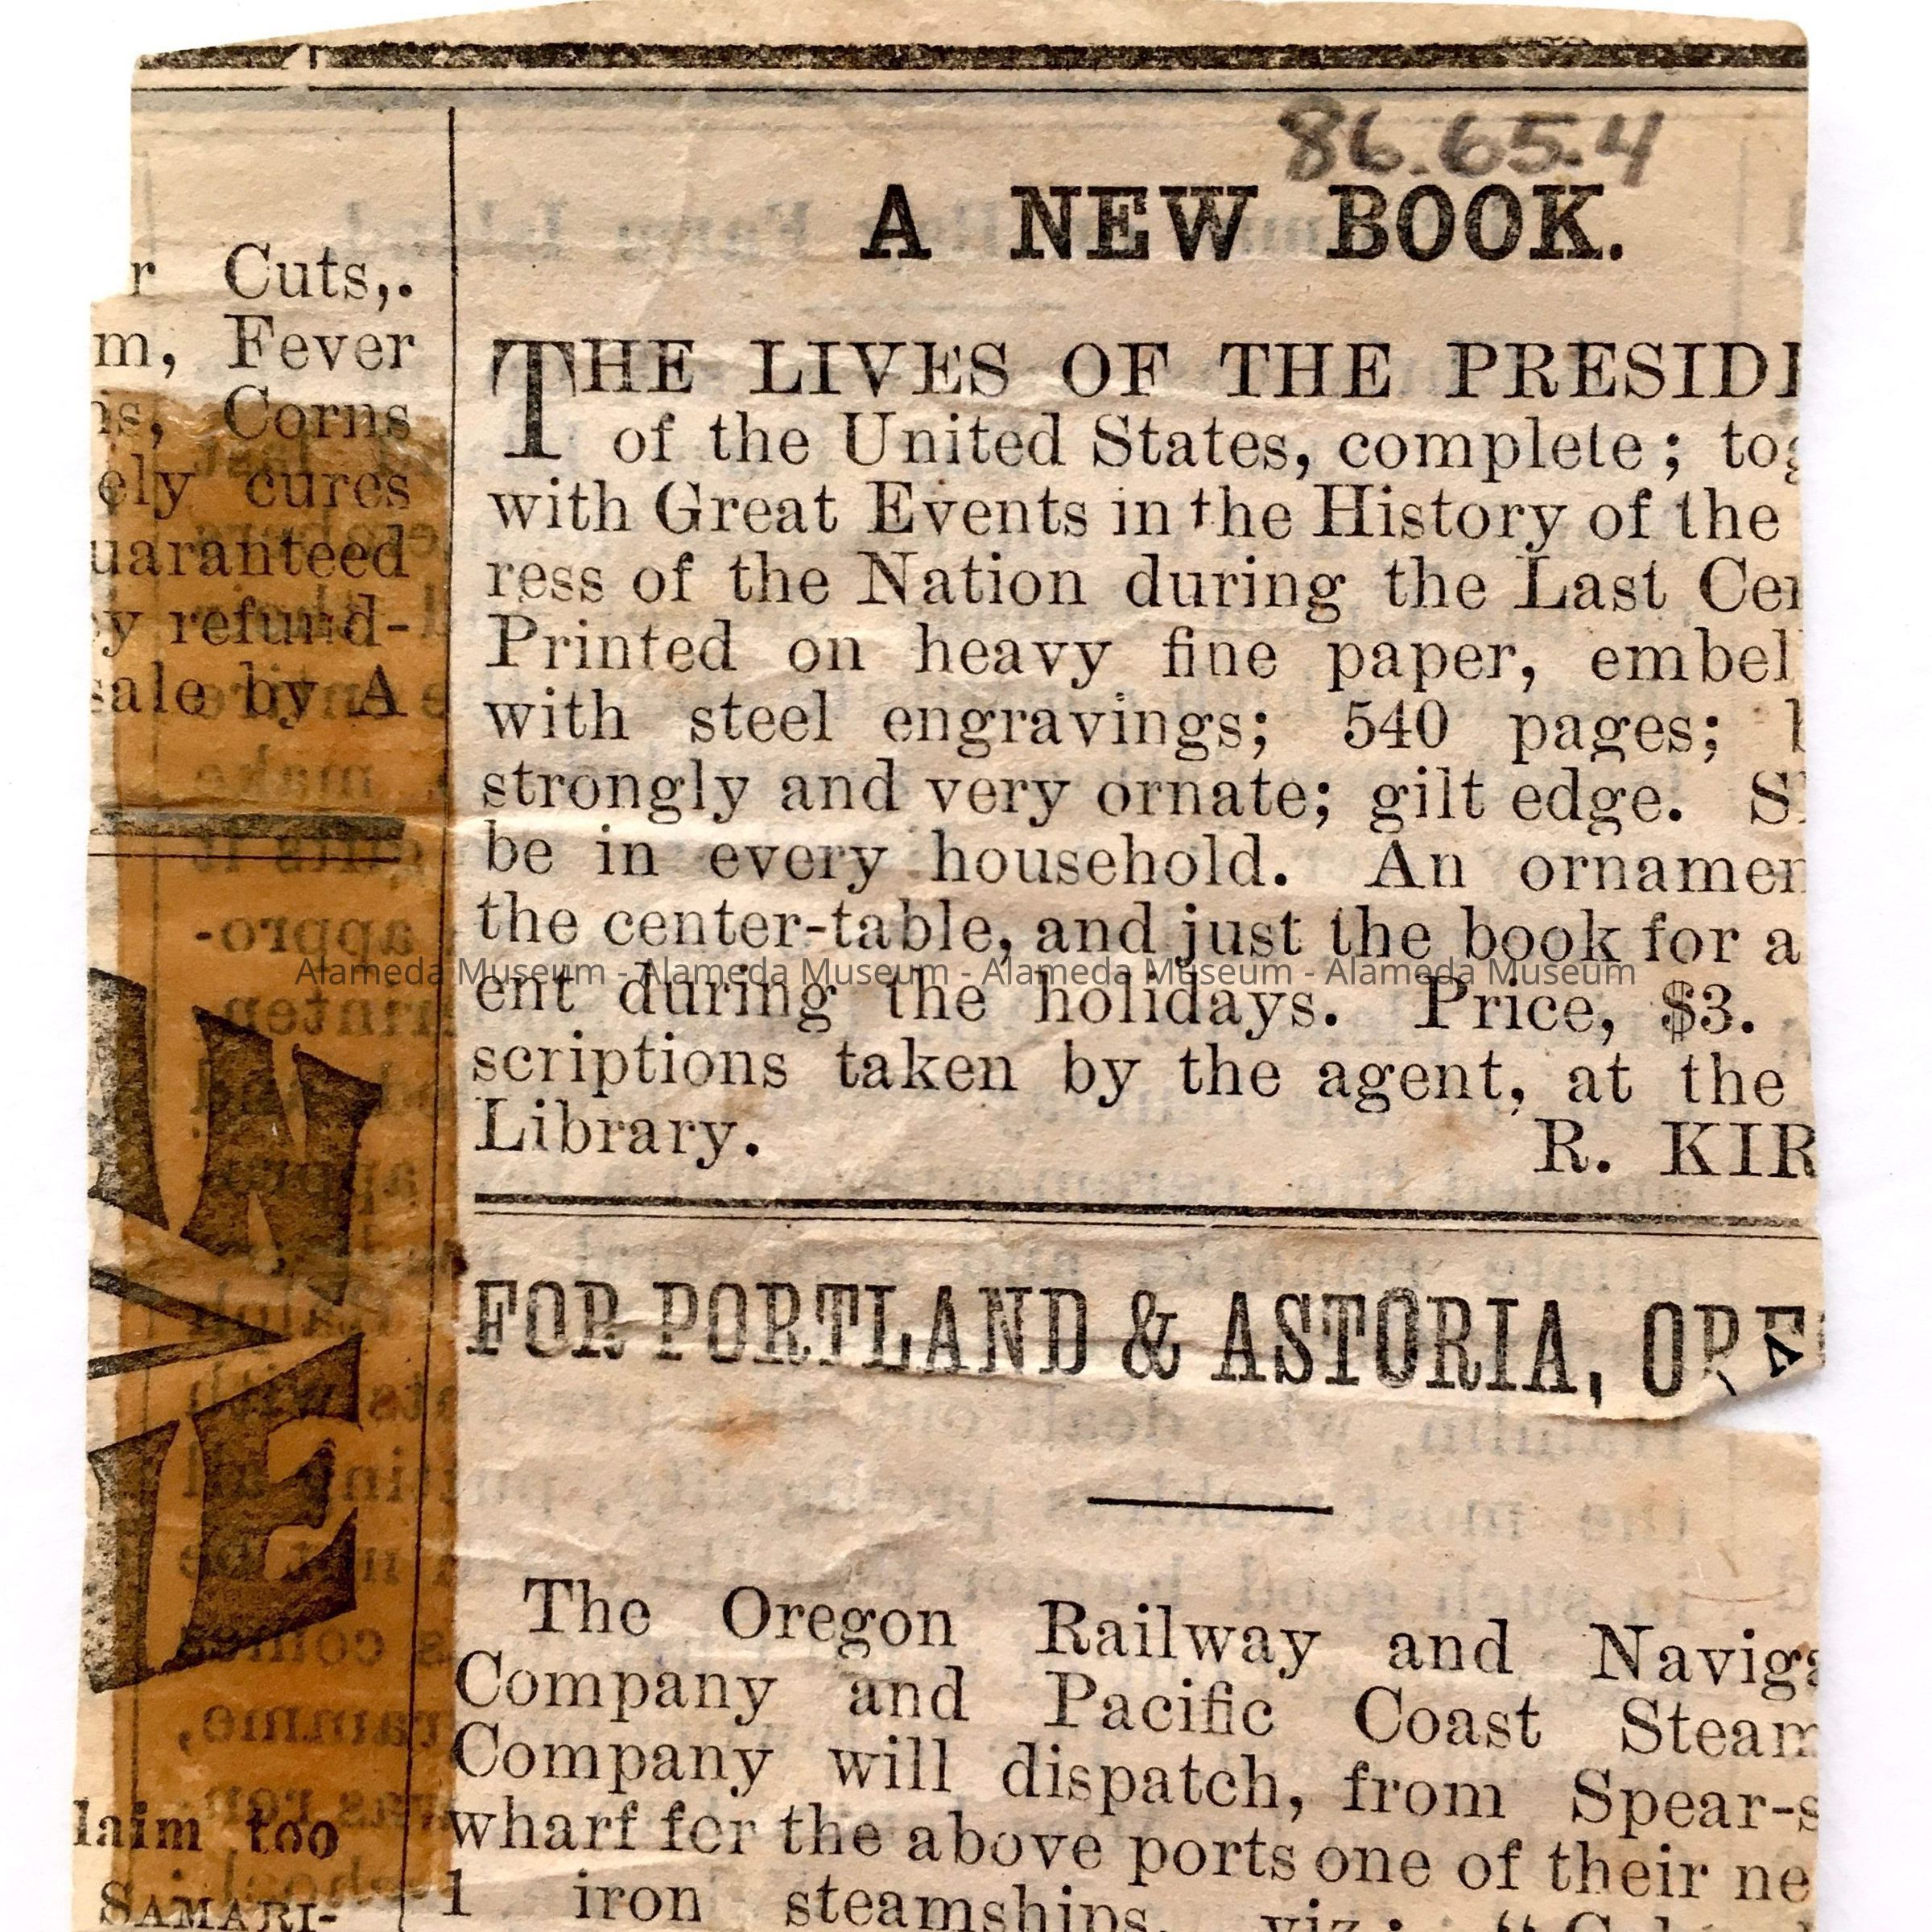 86.65.4
r Cuts,.
m, Fever
is, Corns
ely cures
uaranteed
y refund-
sale by A
laim too
SAMARI-
A NEW BOOK.
THE LIVES OF THE PRESID
of the United States, complete; tog
with Great Events in the History of the
ress of the Nation during the Last Cen
Printed on heavy fine paper, embel
with steel engravings; 540 pages; b
strongly and very ornate; gilt edge. S
be in every household. An ornamen
the center-table, and just the book for a
ent during the holidays. Price, $3.
scriptions taken by the agent, at the
Library.
R. KIR
FOR PORTLAND & ASTORIA, ORE
The Oregon Railway and Naviga
Company and Pacific Coast Steam
Company will dispatch, from Spear-s
wharf for the above ports one of their ne
1 iron steamships, viz:
Alameda Museum - Alameda Museum - Alameda Museum - Alameda Museum